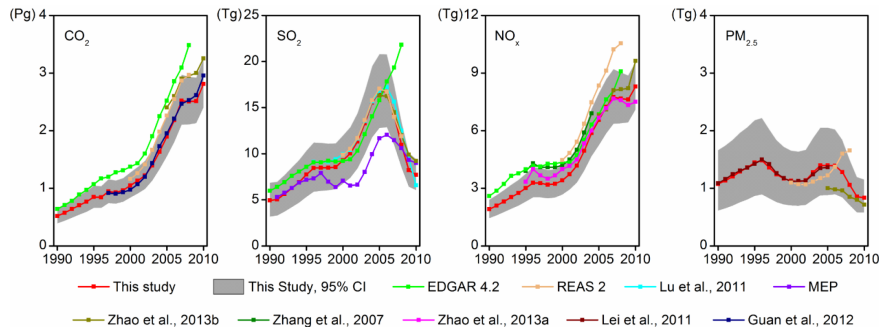 (Pg) 4 (Tg) 25 (Tg) 12 (Tg) 4
CO2 SO2 NOx PM2.5
3 20 9 3
15
2 6 2
10
1 5 3 1
0 0 0 0
1990 1995 2000 2005 2010 1990 1995 2000 2005 2010 1990 1995 2000 2005 2010 1990 1995 2000 2005 2010
This study This Study, 95% CI EDGAR 4.2 REAS 2 Lu et al., 2011 MEP
Zhao et al., 2013b Zhang et al., 2007 Zhao et al., 2013a Lei et al., 2011 Guan et al., 2012